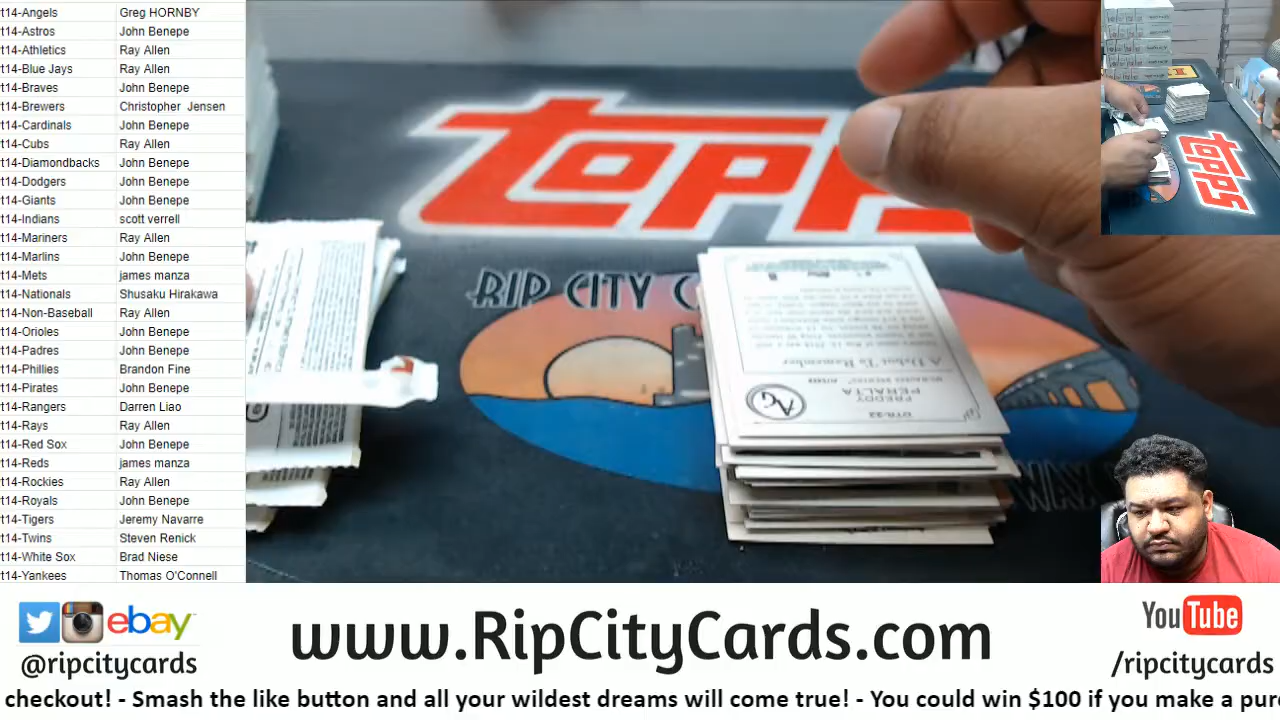 t14-Angels Greg HORNBY
t14-Astros John Benepe
t14-Athletics Ray Allen
t14-Blue Jays Ray Allen
t14-Braves John Benepe
t14-Brewers Christopher Jensen
t14-Cardinals John Benepe
t14-Cubs Ray Allen
t14-Diamondbacks John Benepe
t14-Dodgers John Benepe
t14-Giants John Benepe
t14-Indians scott verrell
t14-Mariners Ray Allen
t14-Marlins John Benepe
t14-Mets james manza
t14-Nationals Shusaku Hirakawa
t14-Non-Baseball Ray Allen
t14-Orioles John Benepe
t14-Padres John Benepe
t14-Phillies Brandon Fine
t14-Pirates John Benepe
t14-Rangers Darren Liao
t14-Rays Ray Allen
t14-Red Sox John Benepe
t14-Reds james manza
t14-Rockies Ray Allen
t14-Royals John Benepe
t14-Tigers Jeremy Navarre
t14-Twins Steven Renick
t14-White Sox Brad Niese
t14-Yankees Thomas O'Connell
topps
RIP CITY C
A Debut To Remember
MILWAUKEE BREWERS
PERALTA
FREDDY
AG
DTR-22
topps
ebay
@ripcitycards
www.RipCityCards.com
YouTube
/ripcitycards
checkout! - Smash the like button and all your wildest dreams will come true! - You could win $100 if you make a pur